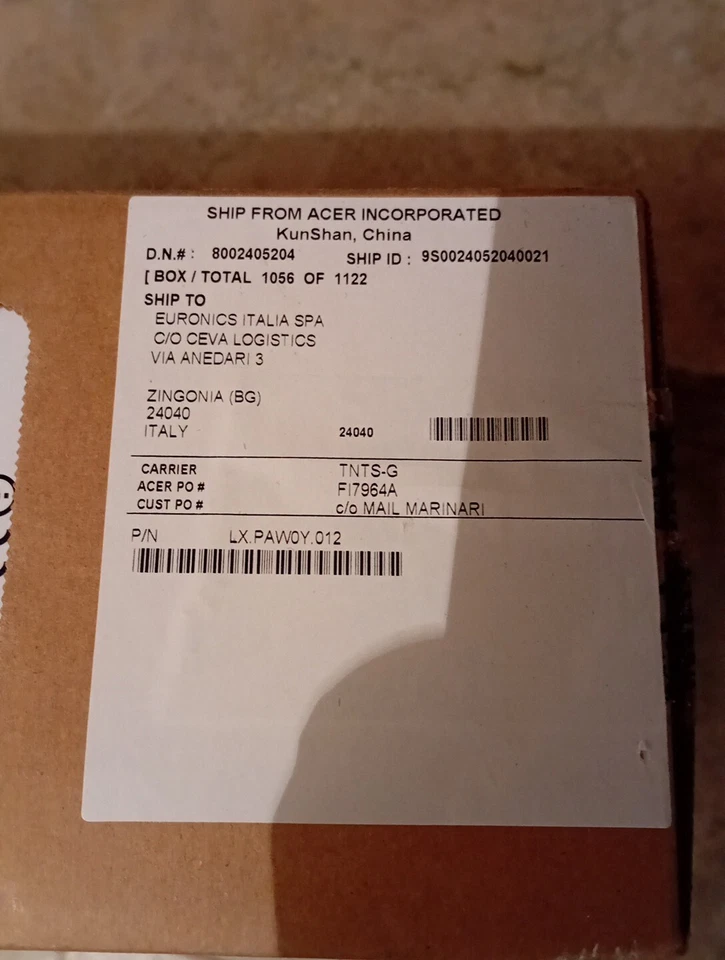 SHIP FROM ACER INCORPORATED
KunShan, China
D.N.# : 8002405204 SHIP ID : 9S0024052040021
[ BOX / TOTAL 1056 OF 1122
SHIP TO
EURONICS ITALIA SPA
C/O CEVA LOGISTICS
VIA ANEDARI 3
ZINGONIA (BG)
24040
ITALY 24040
CARRIER TNTS-G
ACER PO # FI7964A
CUST PO # c/o MAIL MARINARI
P/N LX.PAW0Y.012